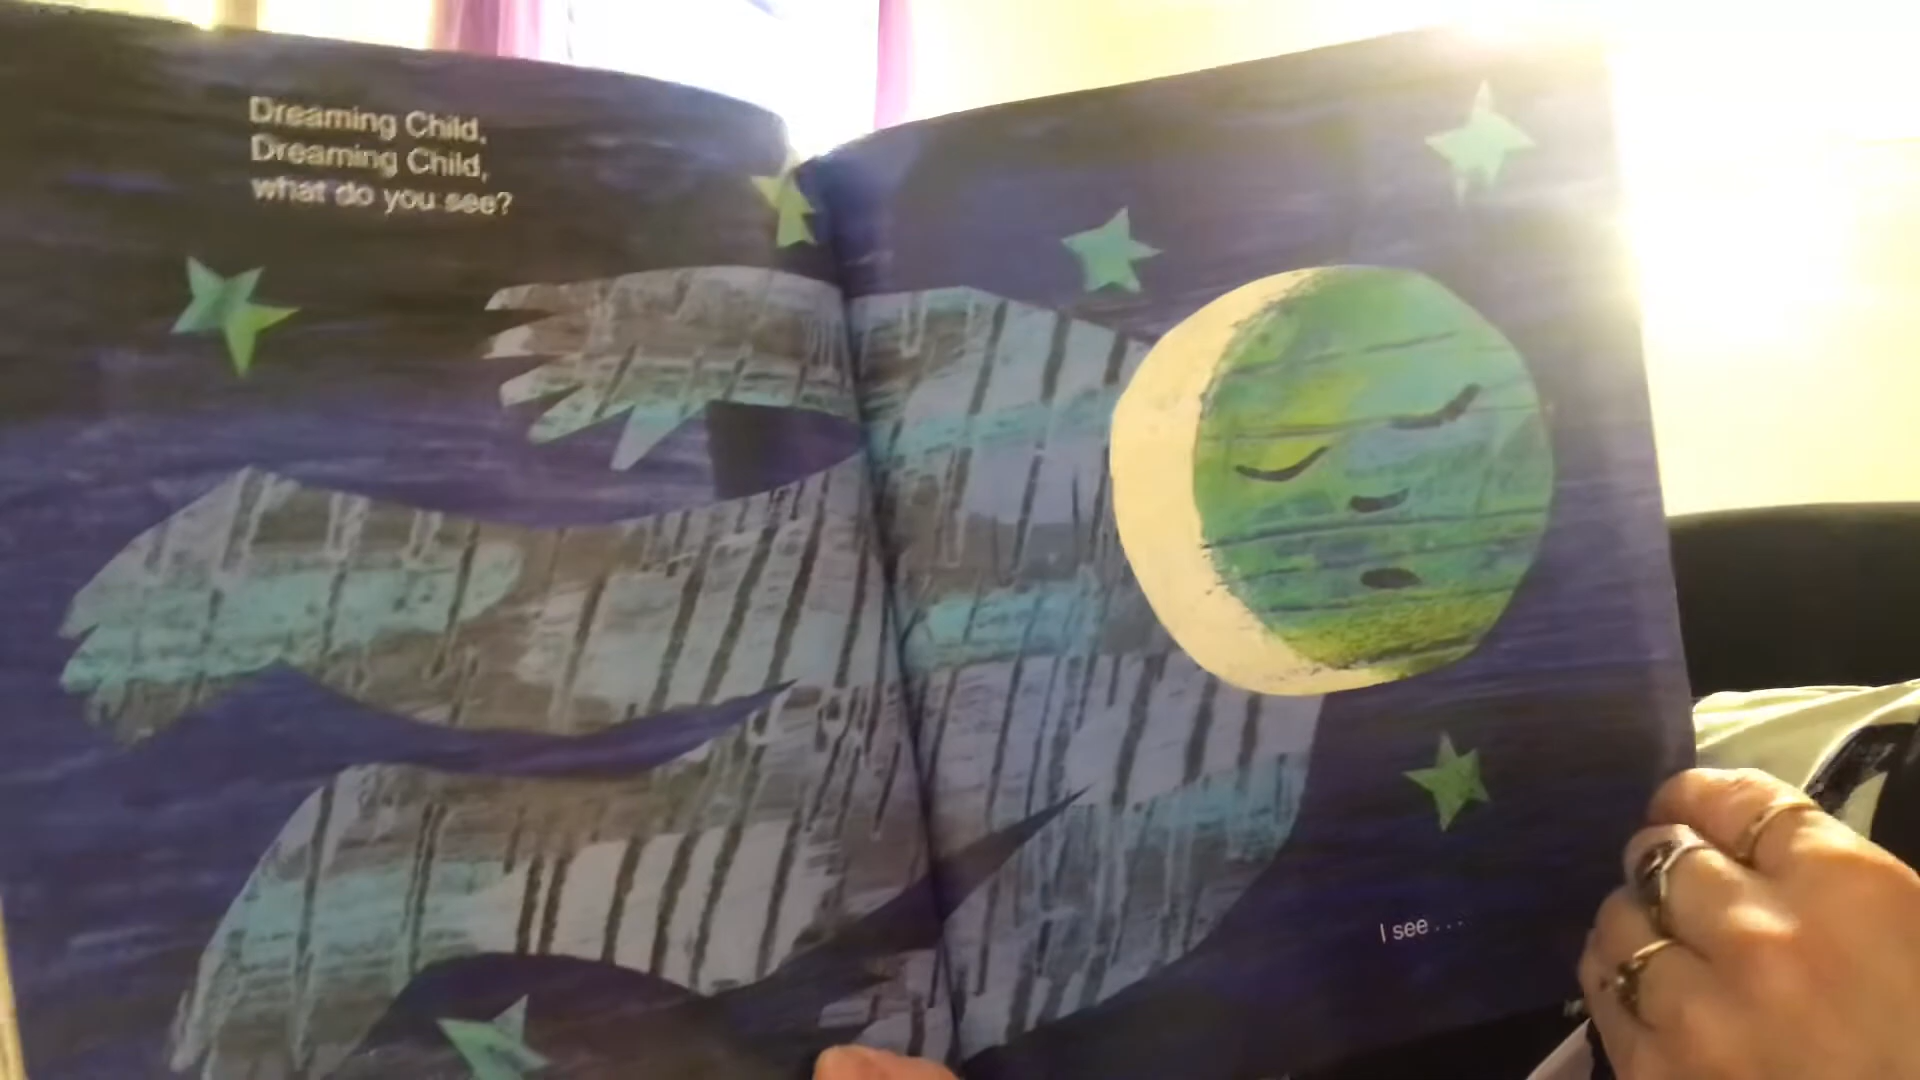 Dreaming Child,
Dreaming Child,
what do you see?
I see . . . .